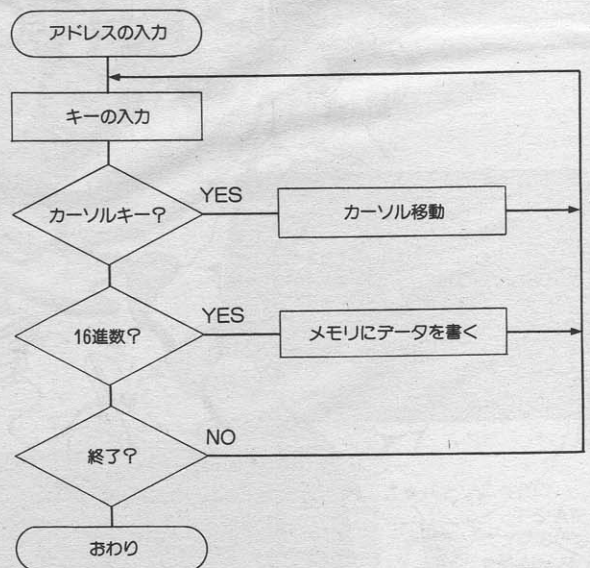 アドレスの入力
キーの入力
カーソルキー？
YES
カーソル移動
16進数？
YES
メモリにデータを書く
終了？
NO
おわり